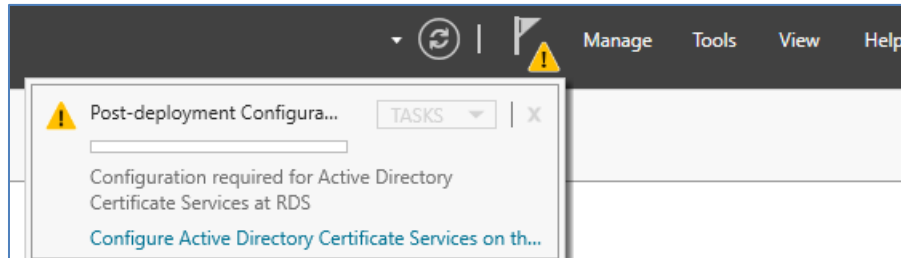 Manage Tools View Help
Post-deployment Configura... TASKS X
Configuration required for Active Directory
Certificate Services at RDS
Configure Active Directory Certificate Services on th...